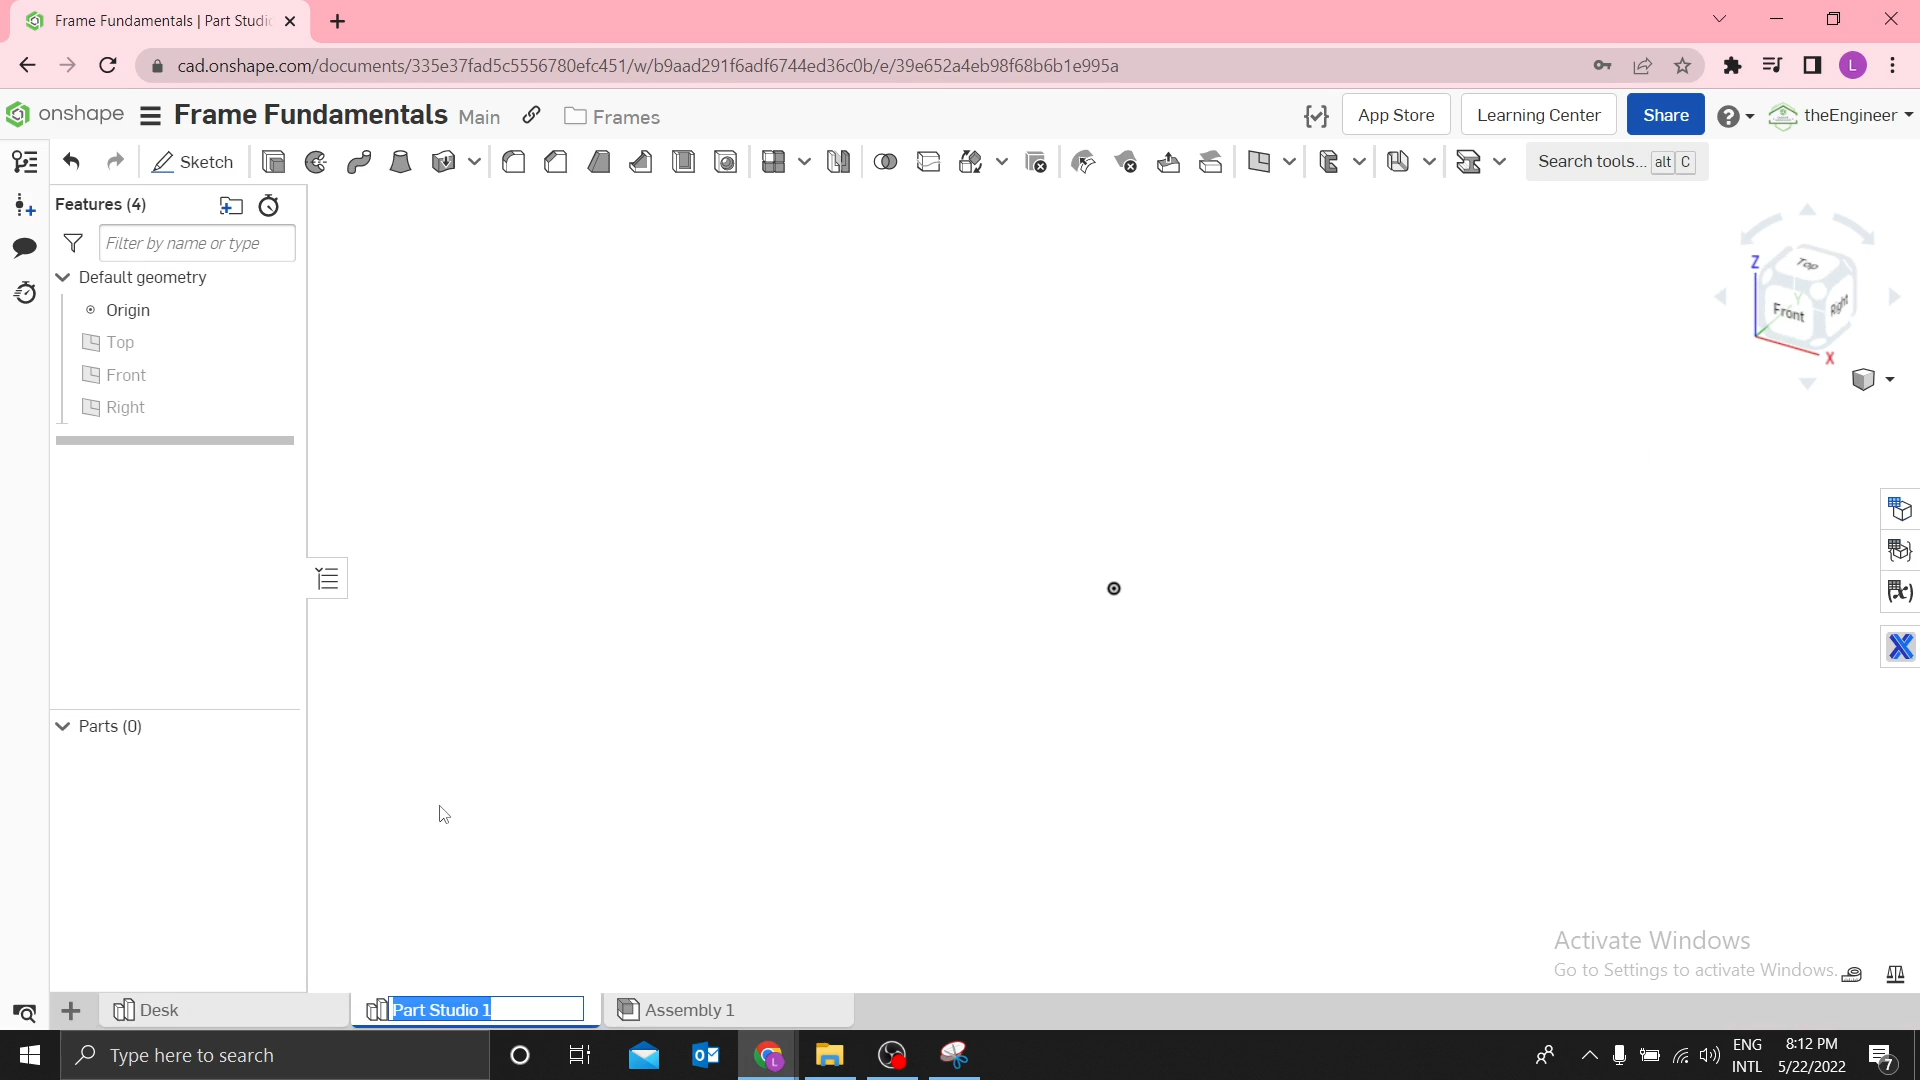 Frame Fundamentals | Part Studi
cad.onshape.com/documents/335e37fad5c5556780efc451/w/b9aad291f6adf6744ed36c0b/e/39e652a4eb98f68b6b1e995a
L
onshape Frame Fundamentals Main Frames
App Store
Learning Center
Share
theEngineer
Sketch
Search tools... alt C
Features (4)
Filter by name or type
Default geometry
Origin
Top
Front
Right
Z
Top
Front
Right
Y
X
Parts (0)
Activate Windows
Go to Settings to activate Windows.
Desk
Part Studio 1
Assembly 1
Type here to search
L
ENG
INTL
8:12 PM
5/22/2022
7